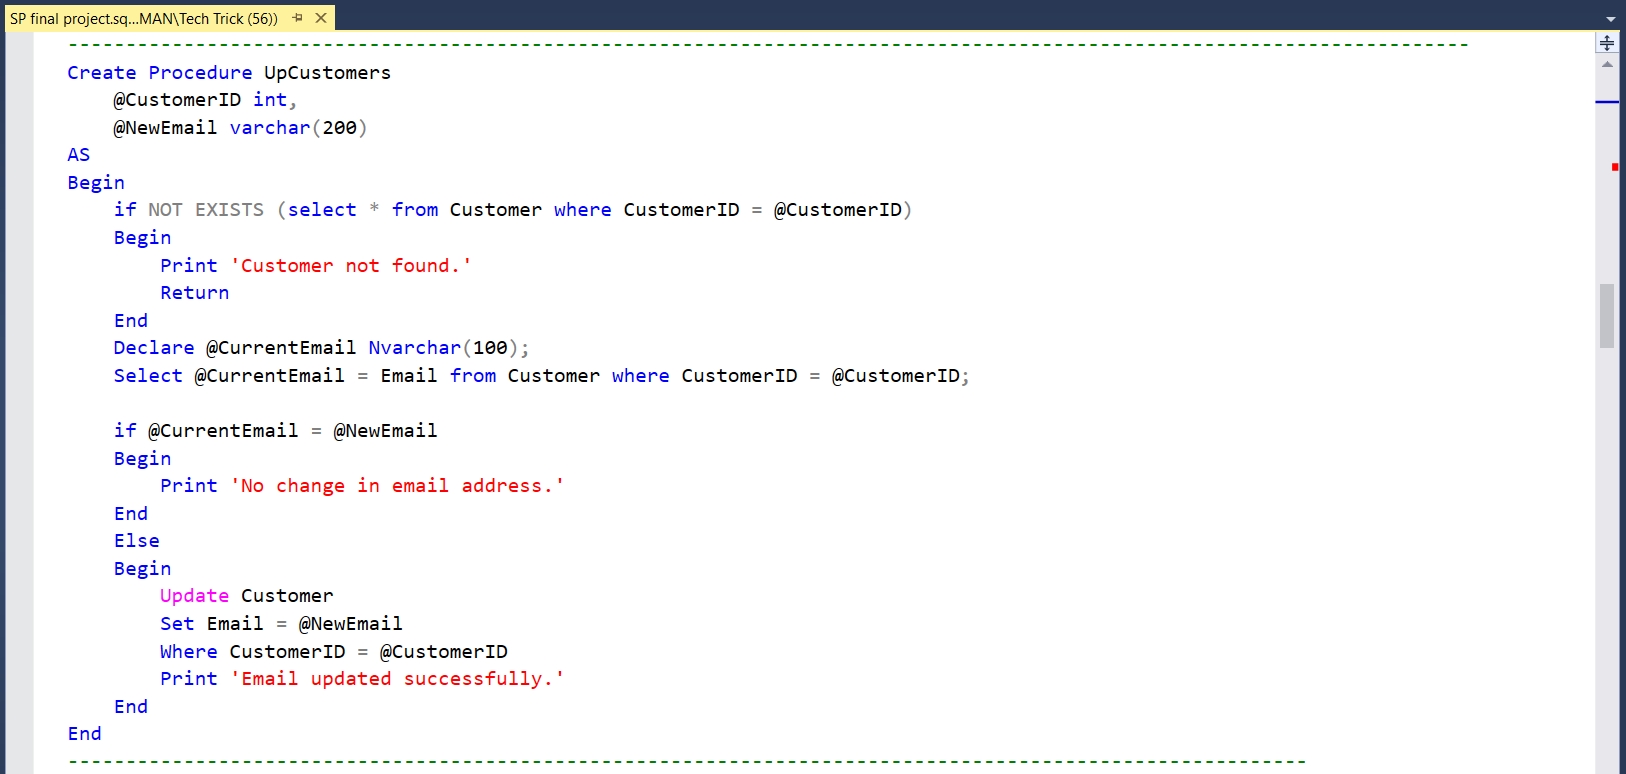 SP final project.sq...MAN\Tech Trick (56))
------------------------------------------------------------------------------------------------------------------------
Create Procedure UpCustomers
    @CustomerID int,
    @NewEmail varchar(200)
AS
Begin
    if NOT EXISTS (select * from Customer where CustomerID = @CustomerID)
    Begin
        Print 'Customer not found.'
        Return
    End
    Declare @CurrentEmail Nvarchar(100);
    Select @CurrentEmail = Email from Customer where CustomerID = @CustomerID;

    if @CurrentEmail = @NewEmail
    Begin
        Print 'No change in email address.'
    End
    Else
    Begin
        Update Customer
        Set Email = @NewEmail
        Where CustomerID = @CustomerID
        Print 'Email updated successfully.'
    End
End
-----------------------------------------------------------------------------------------------------------